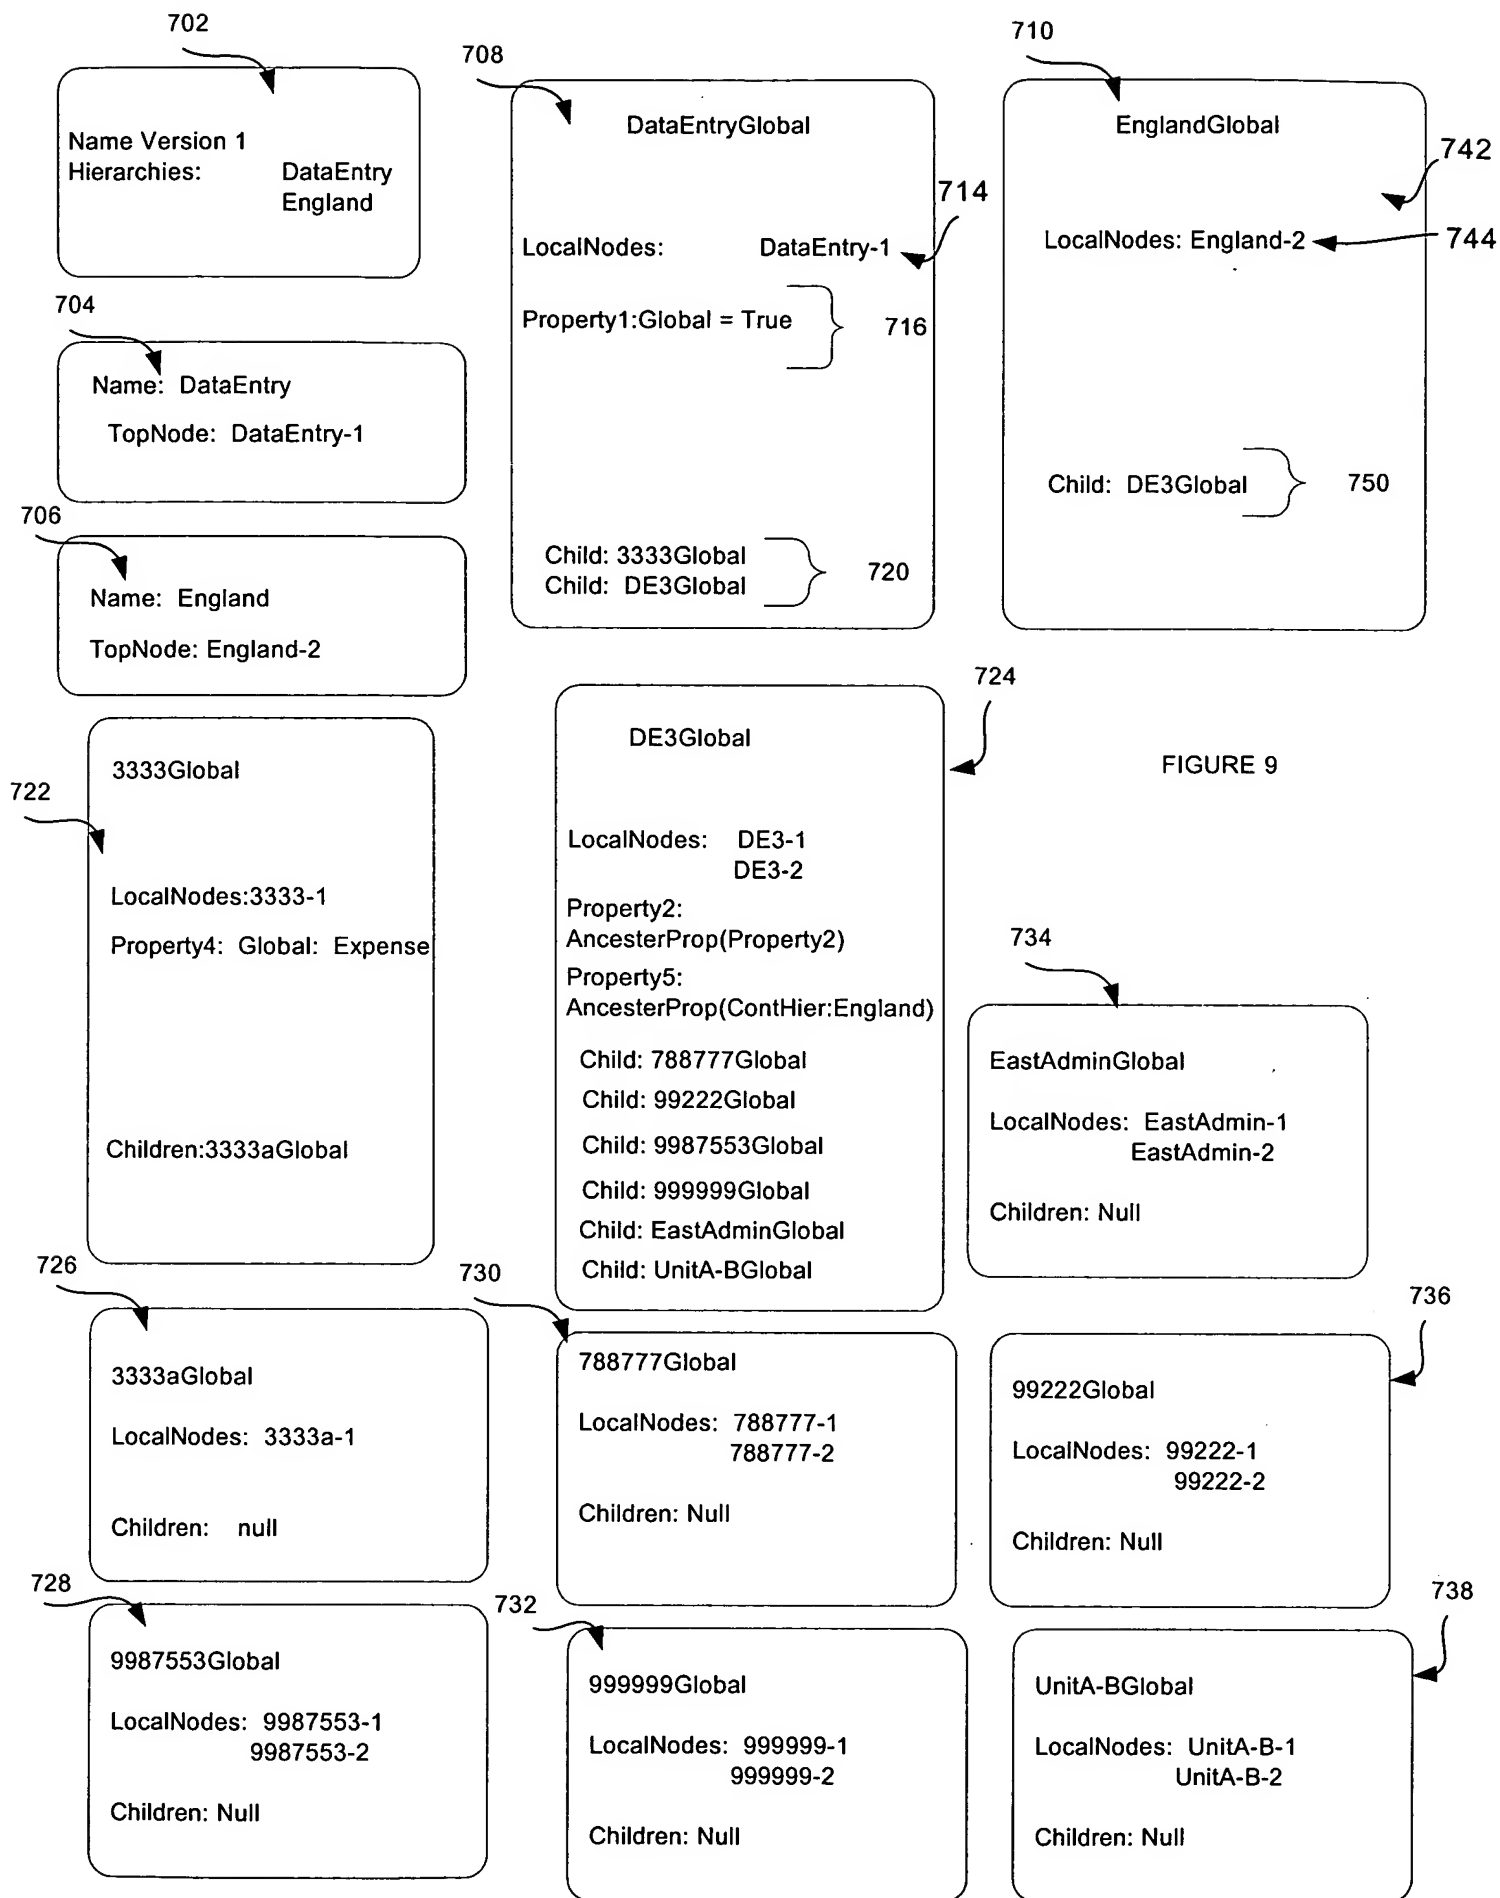 702
Name Version 1
Hierarchies: DataEntry
England
704
Name: DataEntry
TopNode: DataEntry-1
706
Name: England
TopNode: England-2
708
DataEntryGlobal
714
LocalNodes: DataEntry-1
Property1:Global = True
716
Child: 3333Global
Child: DE3Global
720
710
EnglandGlobal
742
LocalNodes: England-2
744
Child: DE3Global
750
722
3333Global
LocalNodes:3333-1
Property4: Global: Expense
Children:3333aGlobal
724
DE3Global
LocalNodes: DE3-1
DE3-2
Property2:
AncesterProp(Property2)
Property5:
AncesterProp(ContHier:England)
Child: 788777Global
Child: 99222Global
Child: 9987553Global
Child: 999999Global
Child: EastAdminGlobal
Child: UnitA-BGlobal
FIGURE 9
734
EastAdminGlobal
LocalNodes: EastAdmin-1
EastAdmin-2
Children: Null
726
3333aGlobal
LocalNodes: 3333a-1
Children: null
730
788777Global
LocalNodes: 788777-1
788777-2
Children: Null
736
99222Global
LocalNodes: 99222-1
99222-2
Children: Null
728
9987553Global
LocalNodes: 9987553-1
9987553-2
Children: Null
732
999999Global
LocalNodes: 999999-1
999999-2
Children: Null
738
UnitA-BGlobal
LocalNodes: UnitA-B-1
UnitA-B-2
Children: Null